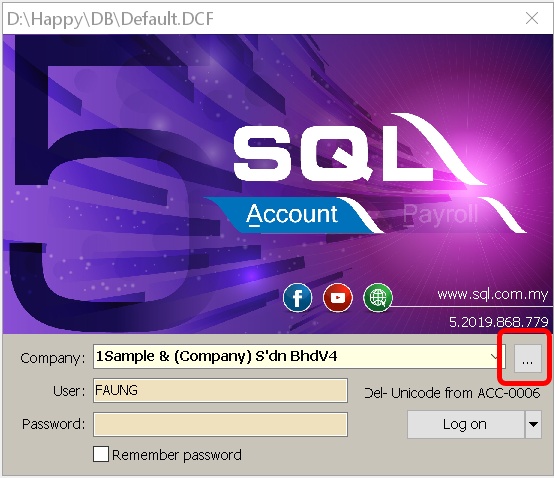 D:\Happy\DB\Default.DCF
5
SQL
Account Payroll
www.sql.com.my
5.2019.868.779
Company: 1Sample & (Company) S'dn BhdV4 ...
User: FAUNG Del- Unicode from ACC-0006
Password: Log on
Remember password